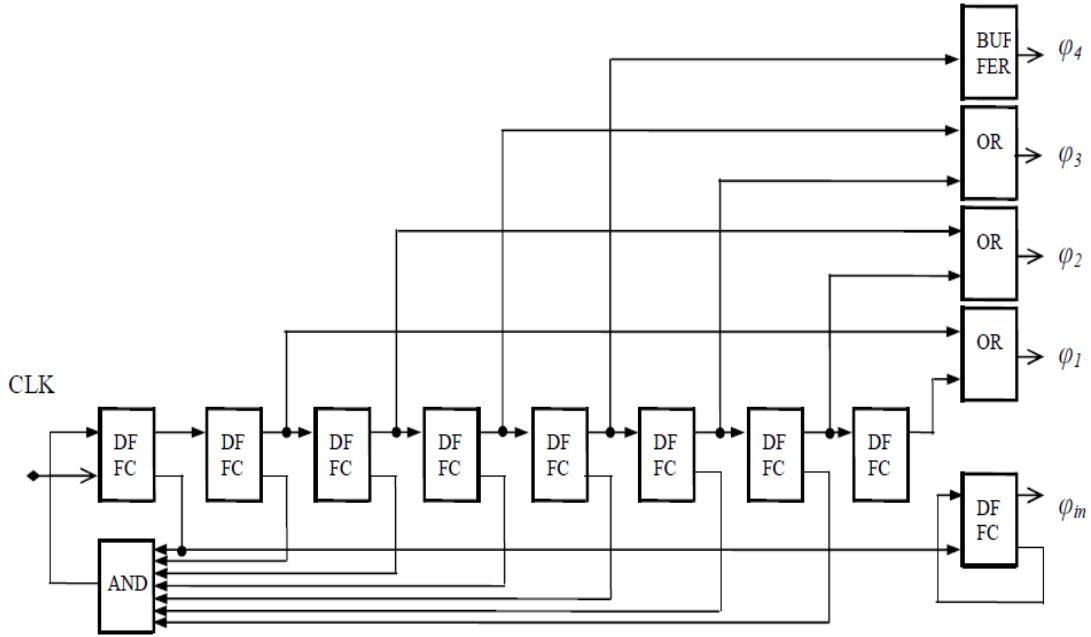 BUF
FER
φ4
OR
φ3
OR
φ2
OR
φ1
CLK
DF
FC
DF
FC
DF
FC
DF
FC
DF
FC
DF
FC
DF
FC
DF
FC
DF
FC
φin
AND